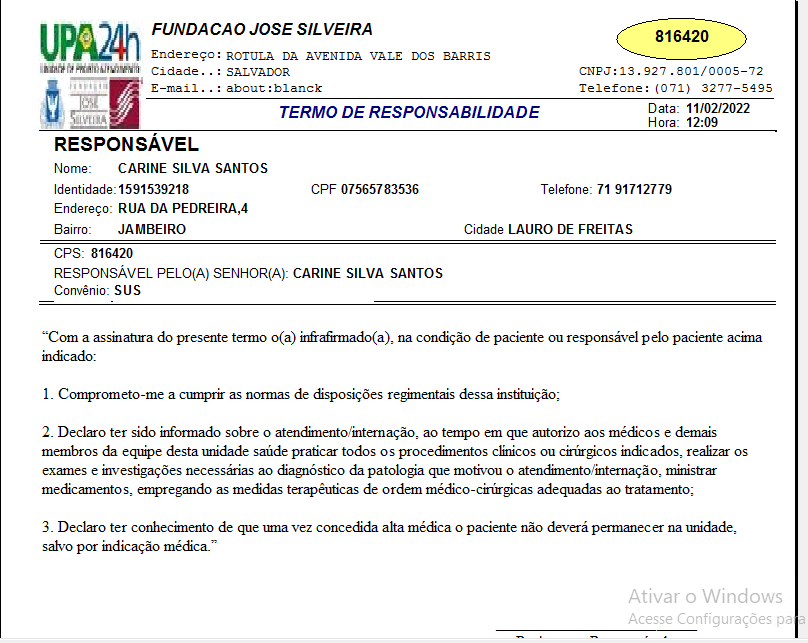 UPA24h
FUNDACAO JOSE SILVEIRA
816420
UNIDADE DE PRONTO ATENDIMENTO
Endereço: ROTULA DA AVENIDA VALE DOS BARRIS
Cidade..: SALVADOR
CNPJ:13.927.801/0005-72
E-mail..: about:blanck
Telefone: (071) 3277-5495
FUNDAÇÃO
JOSÉ
SILVEIRA
TERMO DE RESPONSABILIDADE
Data: 11/02/2022
Hora: 12:09
RESPONSÁVEL
Nome: CARINE SILVA SANTOS
Identidade: 1591539218 CPF 07565783536 Telefone: 71 91712779
Endereço: RUA DA PEDREIRA,4
Bairro: JAMBEIRO Cidade LAURO DE FREITAS
CPS: 816420
RESPONSÁVEL PELO(A) SENHOR(A): CARINE SILVA SANTOS
Convênio: SUS
“Com a assinatura do presente termo o(a) infrafirmado(a), na condição de paciente ou responsável pelo paciente acima
indicado:
1. Comprometo-me a cumprir as normas de disposições regimentais dessa instituição;
2. Declaro ter sido informado sobre o atendimento/internação, ao tempo em que autorizo aos médicos e demais
membros da equipe desta unidade saúde praticar todos os procedimentos clínicos ou cirúrgicos indicados, realizar os
exames e investigações necessárias ao diagnóstico da patologia que motivou o atendimento/internação, ministrar
medicamentos, empregando as medidas terapêuticas de ordem médico-cirúrgicas adequadas ao tratamento;
3. Declaro ter conhecimento de que uma vez concedida alta médica o paciente não deverá permanecer na unidade,
salvo por indicação médica.”
Ativar o Windows
Acesse Configurações para